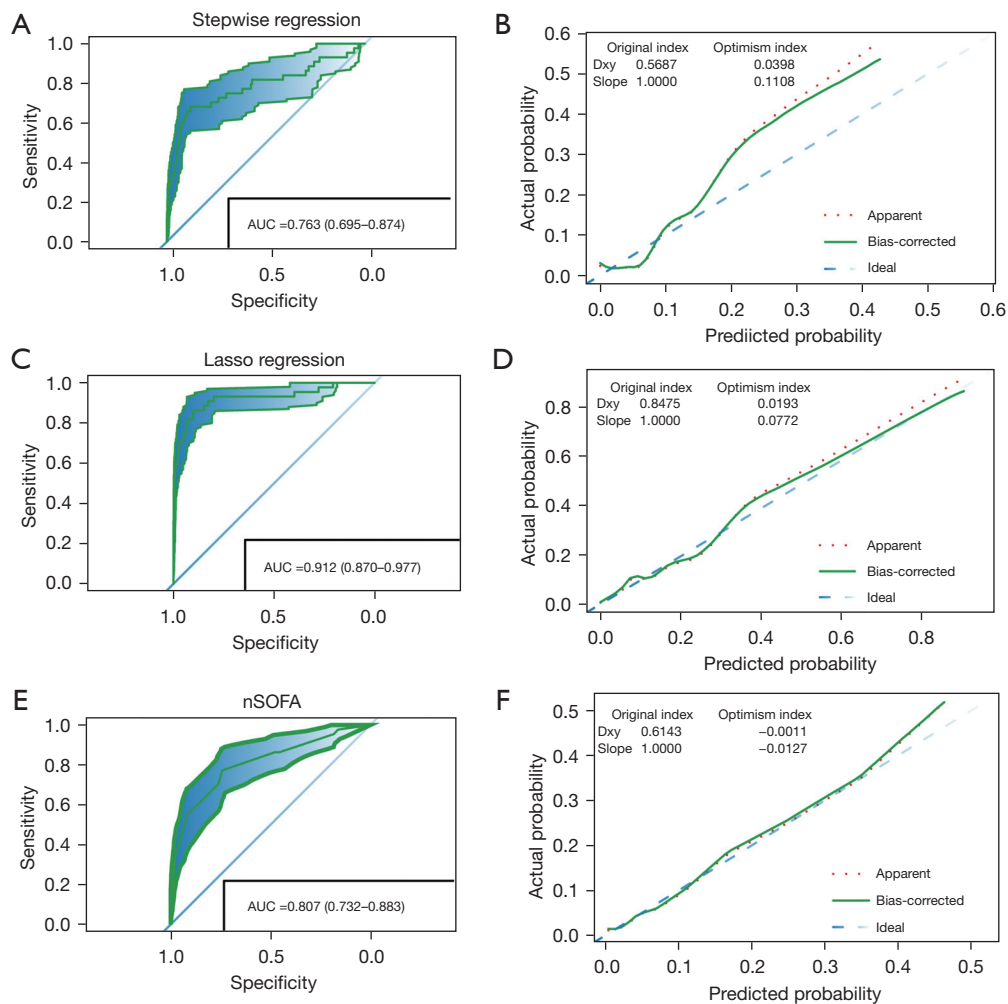 A
Stepwise regression
1.0
0.8
0.6
0.4
0.2
0.0
Sensitivity
AUC =0.763 (0.695–0.874)
1.0 0.5 0.0
Specificity
B
0.6
0.5
0.4
0.3
0.2
0.1
0.0
Actual probability
Original index Optimism index
Dxy 0.5687 0.0398
Slope 1.0000 0.1108
Apparent
Bias-corrected
Ideal
0.0 0.1 0.2 0.3 0.4 0.5 0.6
Predicted probability
C
Lasso regression
1.0
0.8
0.6
0.4
0.2
0.0
Sensitivity
AUC =0.912 (0.870–0.977)
1.0 0.5 0.0
Specificity
D
0.8
0.6
0.4
0.2
0.0
Actual probability
Original index Optimism index
Dxy 0.8475 0.0193
Slope 1.0000 0.0772
Apparent
Bias-corrected
Ideal
0.0 0.2 0.4 0.6 0.8
Predicted probability
E
nSOFA
1.0
0.8
0.6
0.4
0.2
0.0
Sensitivity
AUC =0.807 (0.732–0.883)
1.0 0.5 0.0
Specificity
F
0.5
0.4
0.3
0.2
0.1
0.0
Actual probability
Original index Optimism index
Dxy 0.6143 −0.0011
Slope 1.0000 −0.0127
Apparent
Bias-corrected
Ideal
0.0 0.1 0.2 0.3 0.4 0.5
Predicted probability